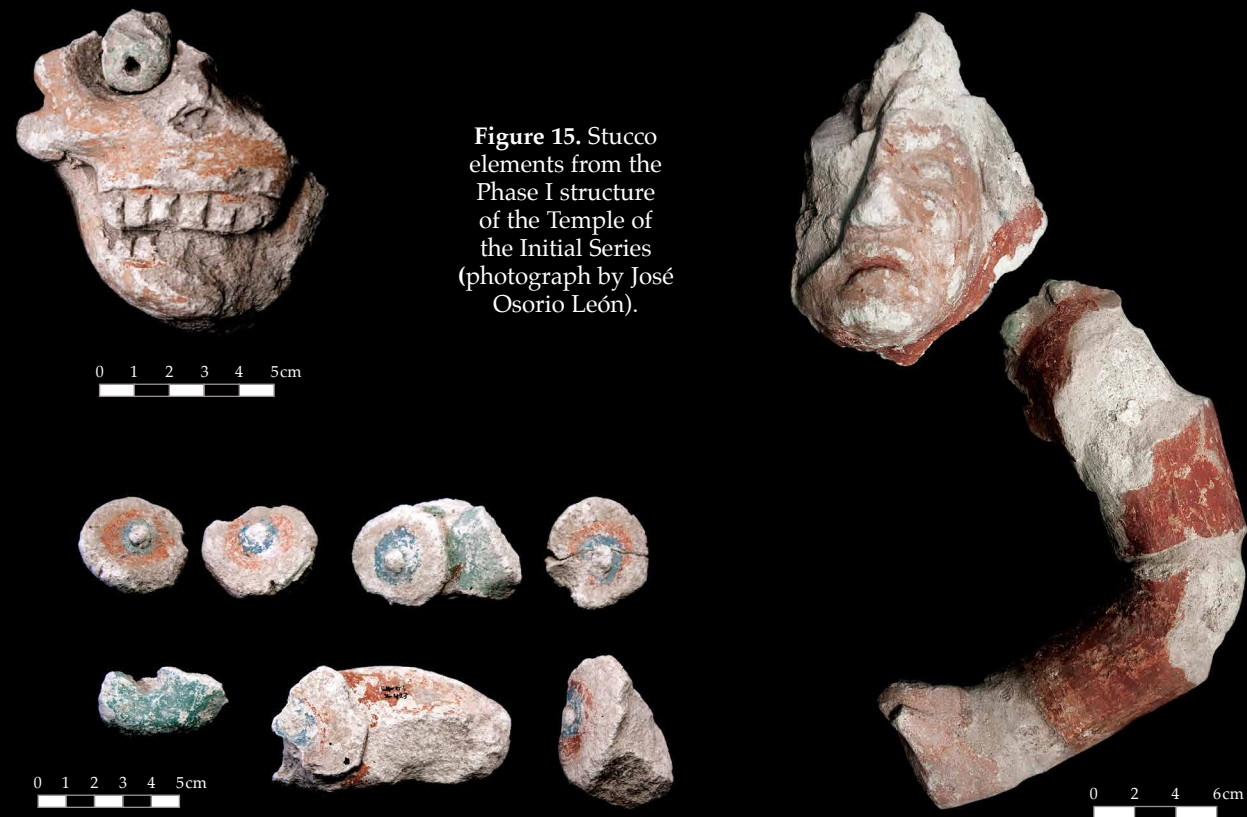 Figure 15. Stucco
elements from the
Phase I structure
of the Temple of
the Initial Series
(photograph by José
Osorio León).
0 1 2 3 4 5cm
0 1 2 3 4 5cm
0 2 4 6cm